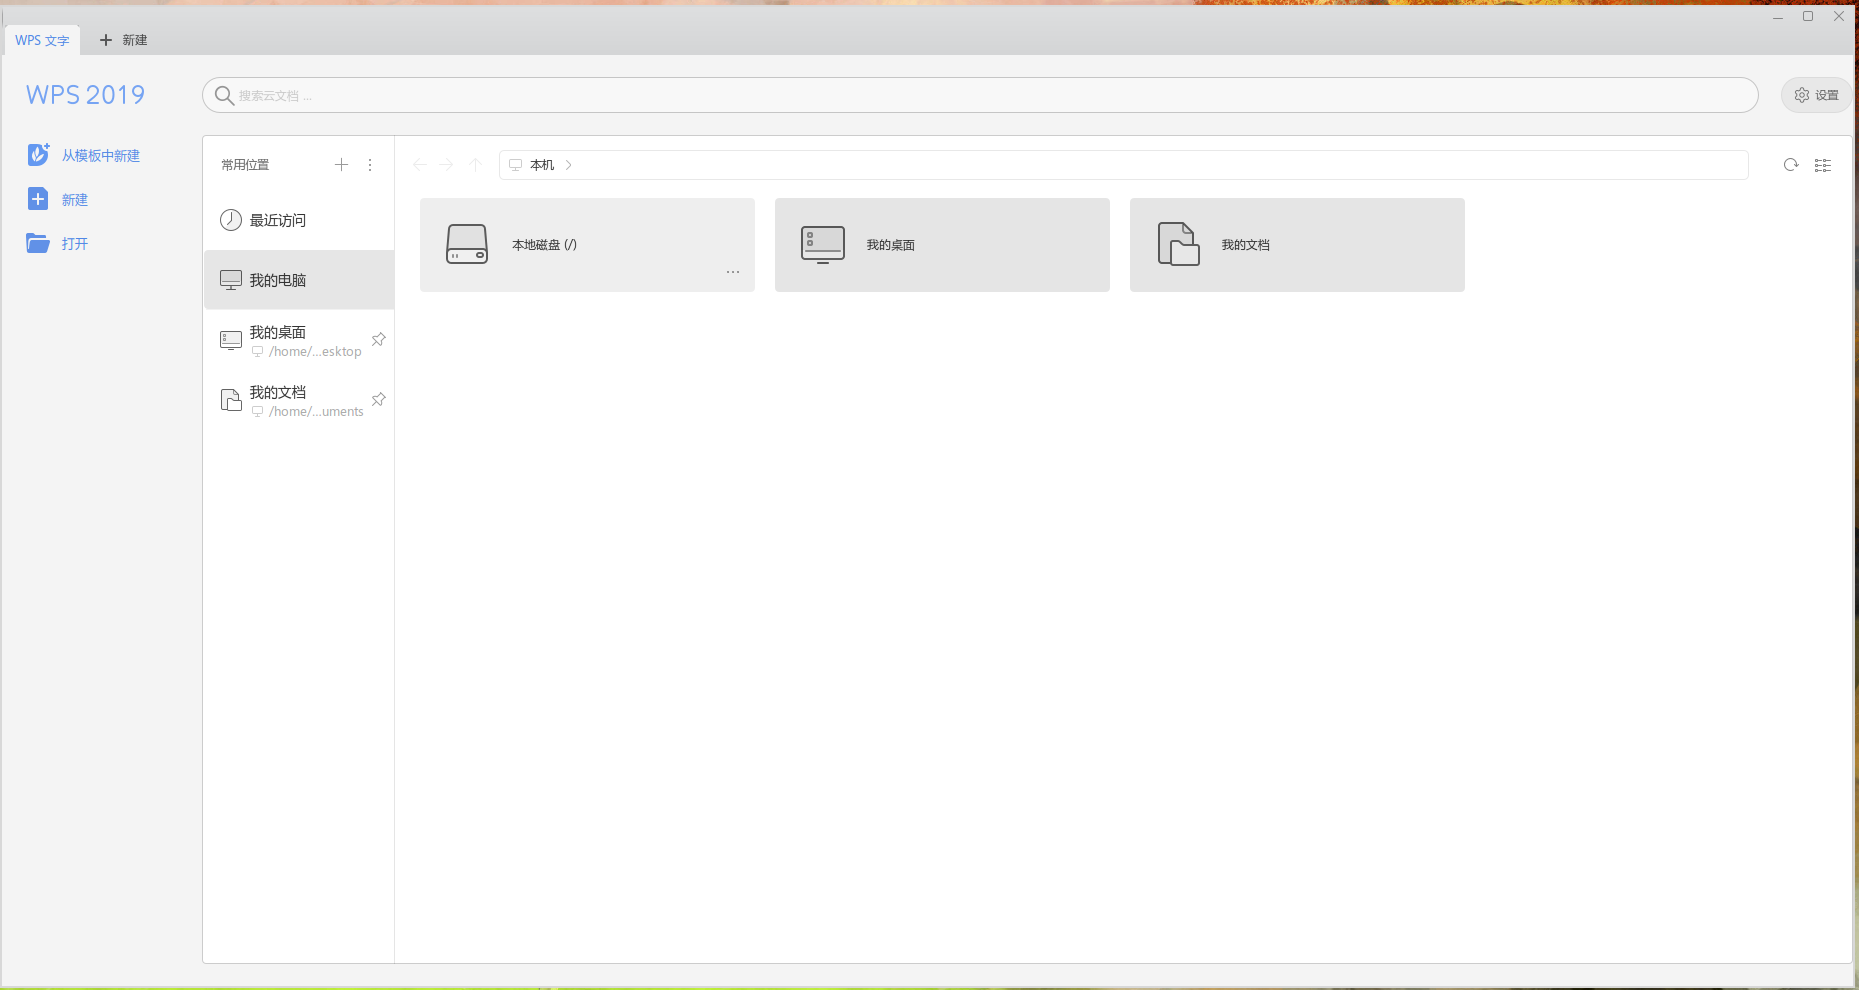 WPS 文字
新建
WPS 2019
搜索云文档 ...
设置
从模板中新建
新建
打开
常用位置
最近访问
我的电脑
我的桌面
/home/...esktop
我的文档
/home/...uments
本机
本地磁盘 (/)
...
我的桌面
我的文档